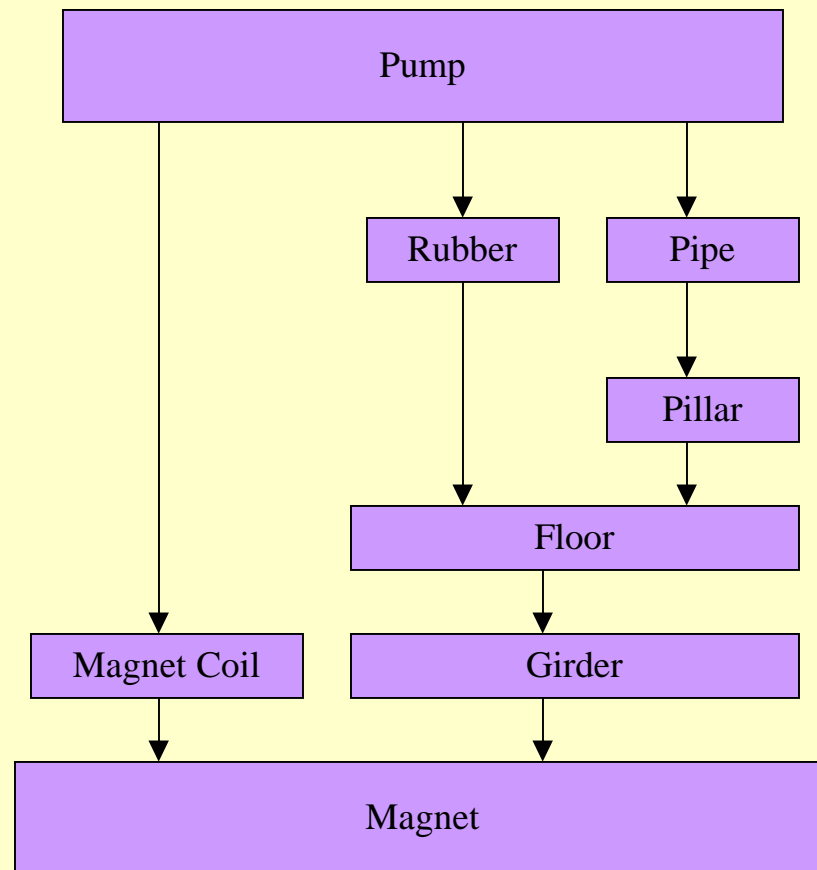 Pump
Rubber
Pipe
Pillar
Floor
Magnet Coil
Girder
Magnet